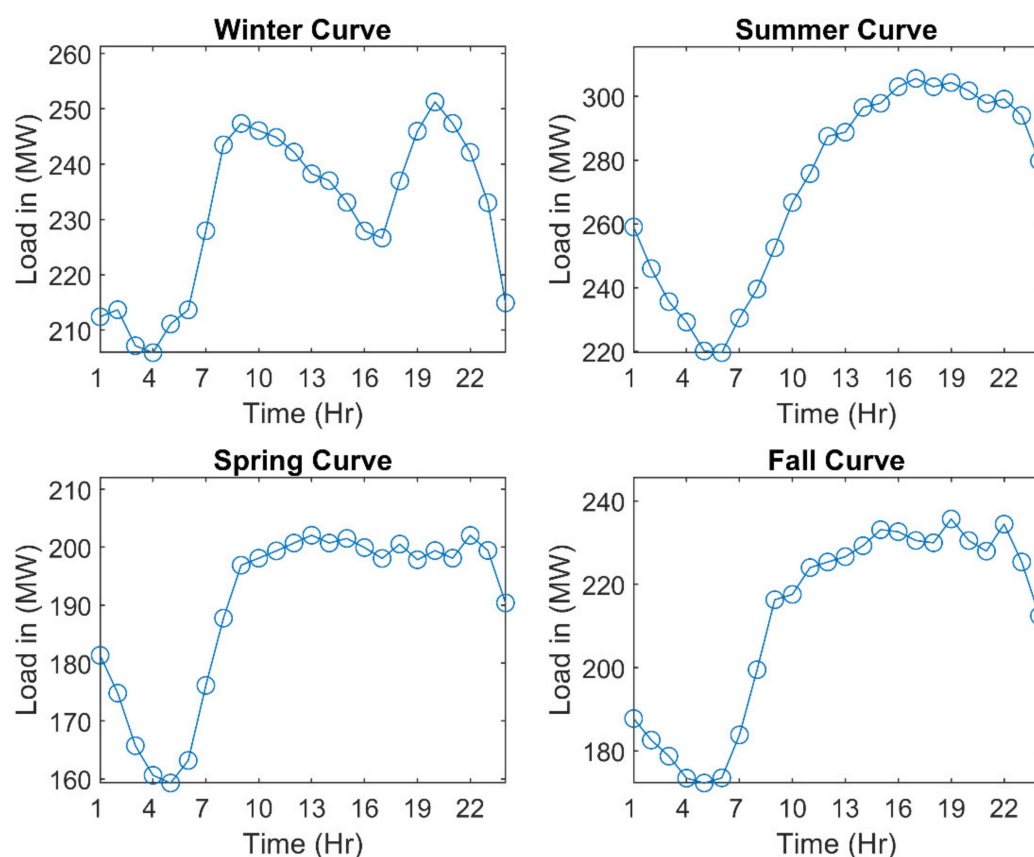 Winter Curve
Load in (MW)
260
250
240
230
220
210
1 4 7 10 13 16 19 22
Time (Hr)
Summer Curve
Load in (MW)
300
280
260
240
220
1 4 7 10 13 16 19 22
Time (Hr)
Spring Curve
Load in (MW)
210
200
190
180
170
160
1 4 7 10 13 16 19 22
Time (Hr)
Fall Curve
Load in (MW)
240
220
200
180
1 4 7 10 13 16 19 22
Time (Hr)